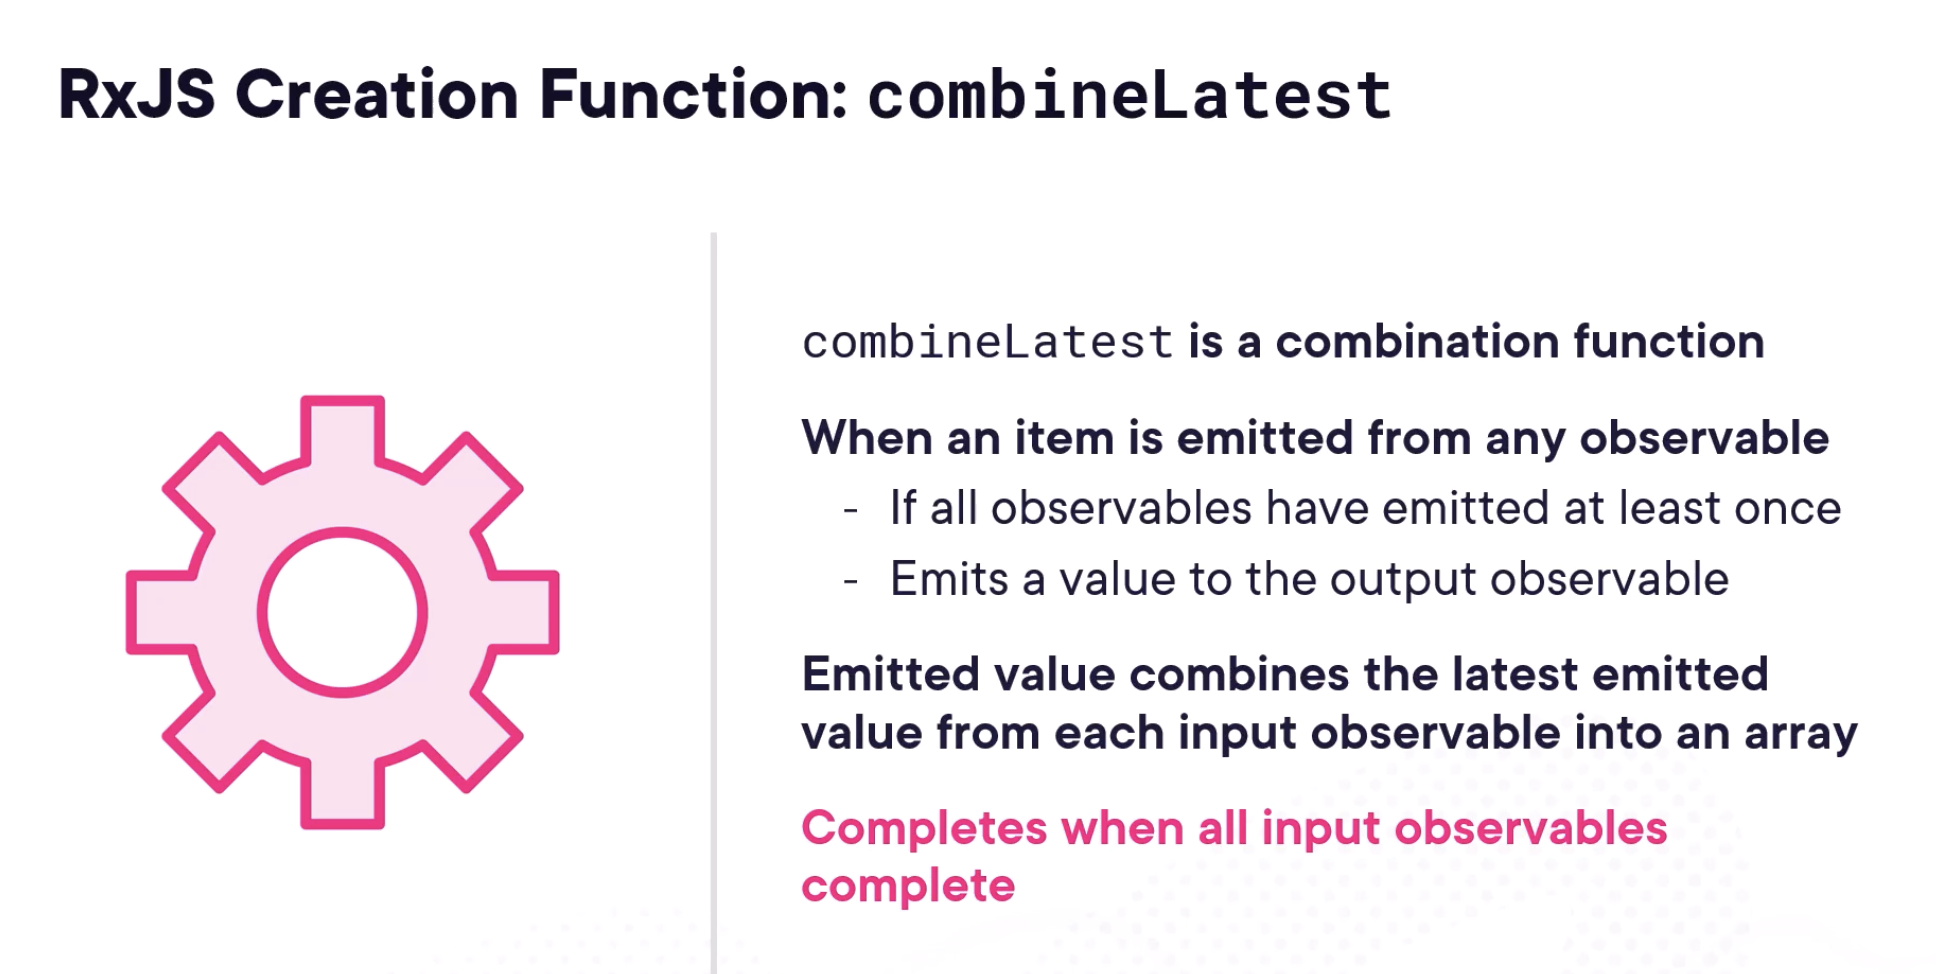 RxJS Creation Function: combineLatest
combineLatest is a combination function
When an item is emitted from any observable
- If all observables have emitted at least once
- Emits a value to the output observable
Emitted value combines the latest emitted
value from each input observable into an array
Completes when all input observables
complete